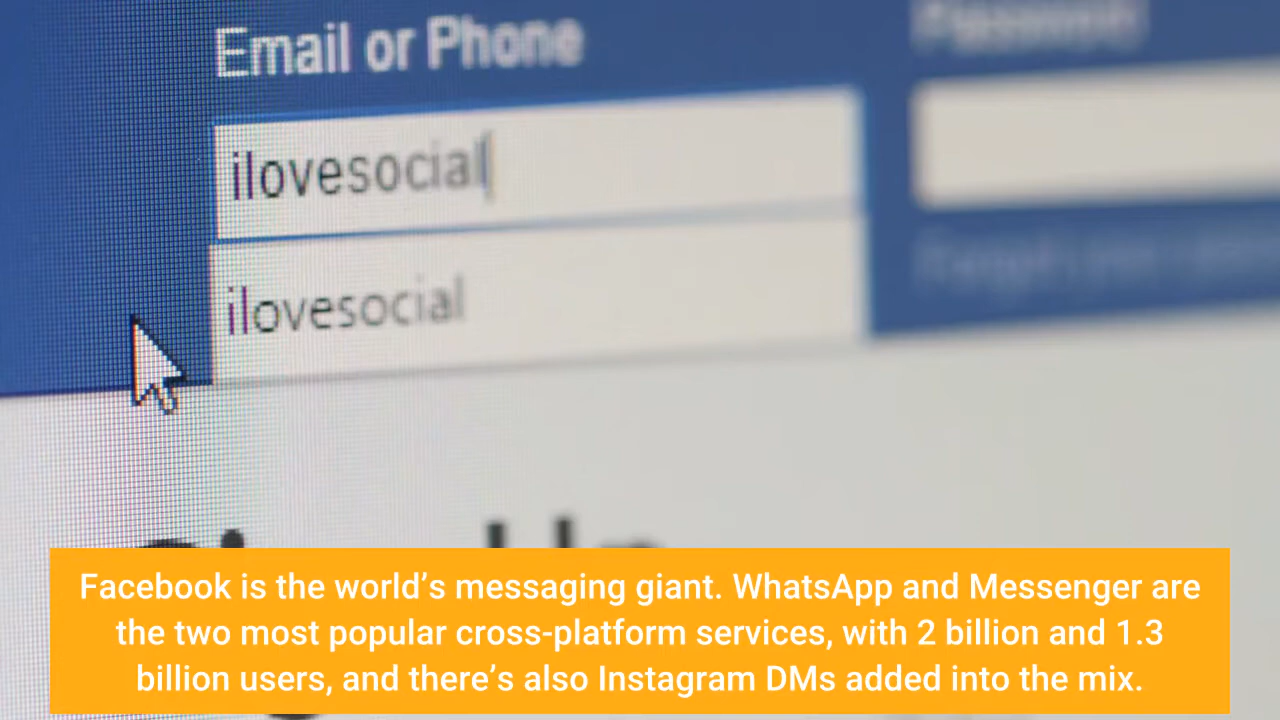 Email or Phone
Password
ilovesocial
ilovesocial
Facebook is the world’s messaging giant. WhatsApp and Messenger are
the two most popular cross-platform services, with 2 billion and 1.3
billion users, and there’s also Instagram DMs added into the mix.